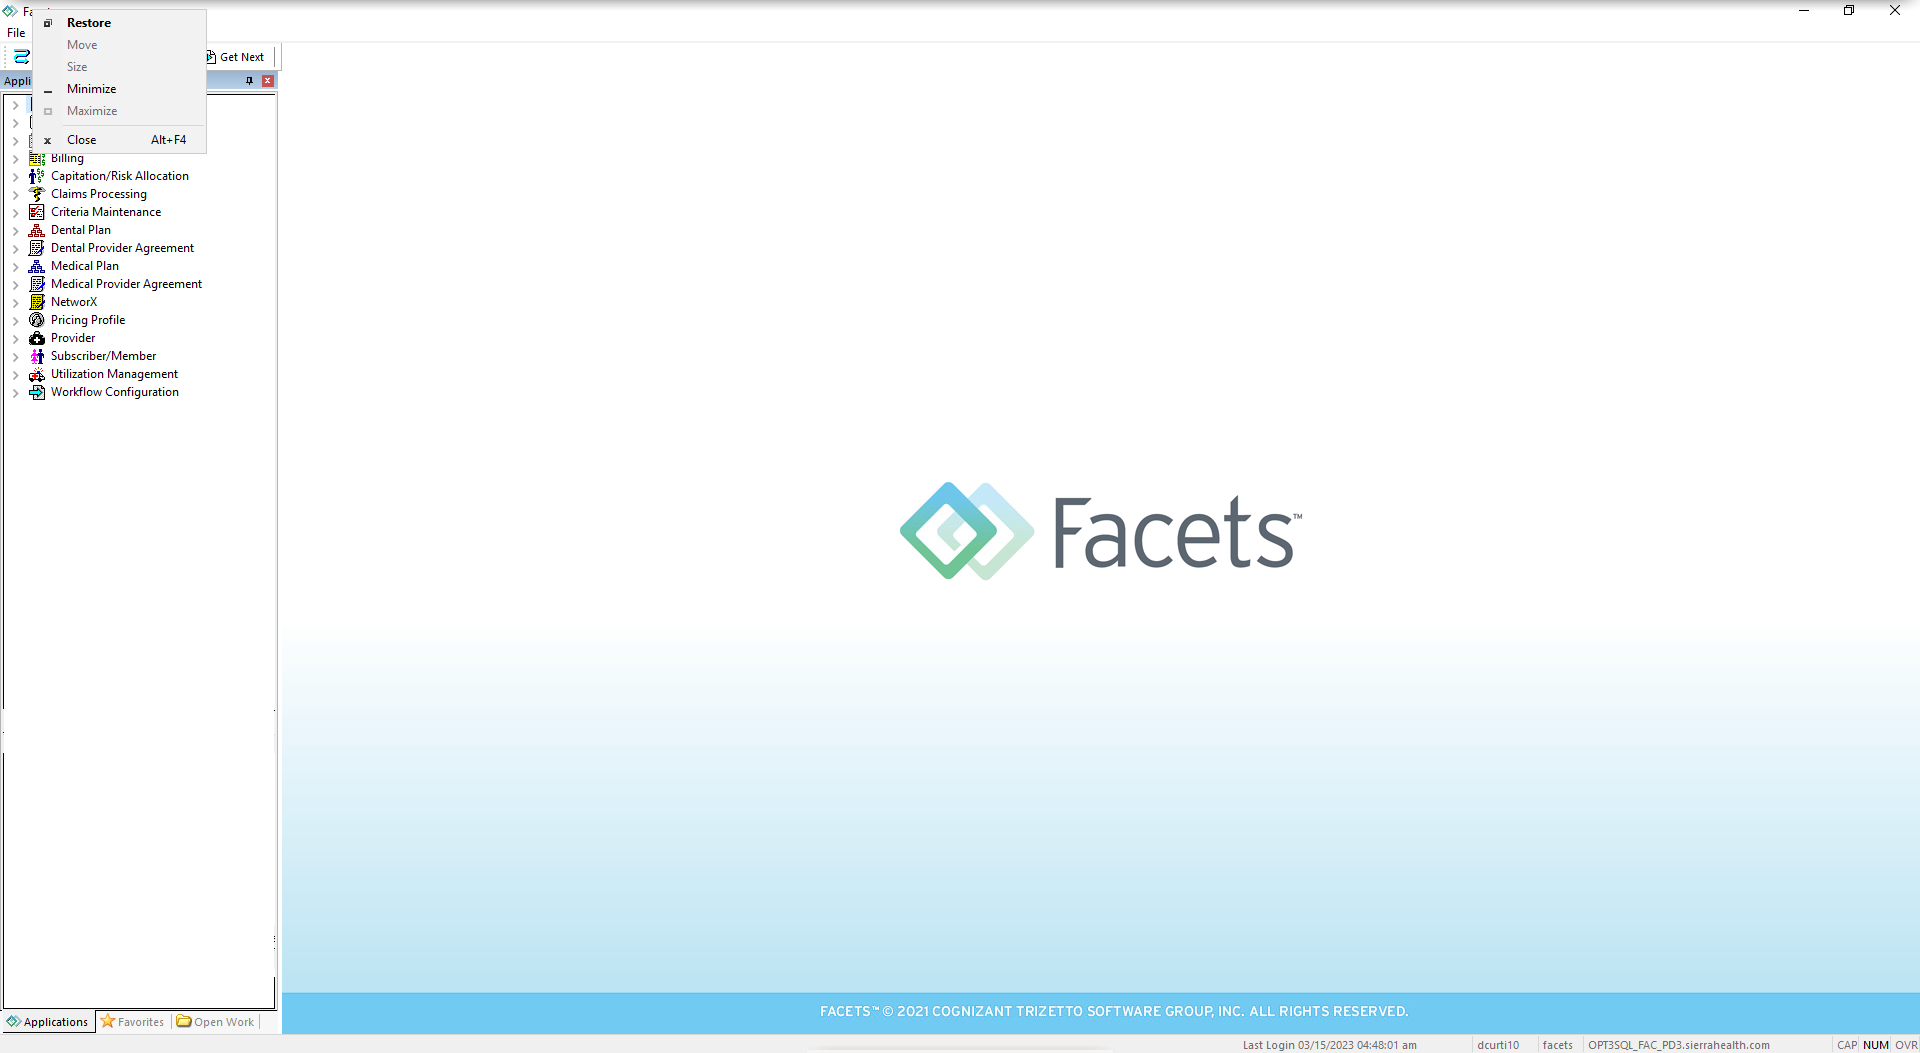 Fa
Restore
File
Move
Size
Get Next
Appli
Minimize
Maximize
Close Alt+F4
Billing
Capitation/Risk Allocation
Claims Processing
Criteria Maintenance
Dental Plan
Dental Provider Agreement
Medical Plan
Medical Provider Agreement
NetworX
Pricing Profile
Provider
Subscriber/Member
Utilization Management
Workflow Configuration
Facets™
FACETS™ © 2021 COGNIZANT TRIZETTO SOFTWARE GROUP, INC. ALL RIGHTS RESERVED.
Applications Favorites Open Work
Last Login 03/15/2023 04:48:01 am dcurti10 facets OPT3SQL_FAC_PD3.sierrahealth.com CAP NUM OVR